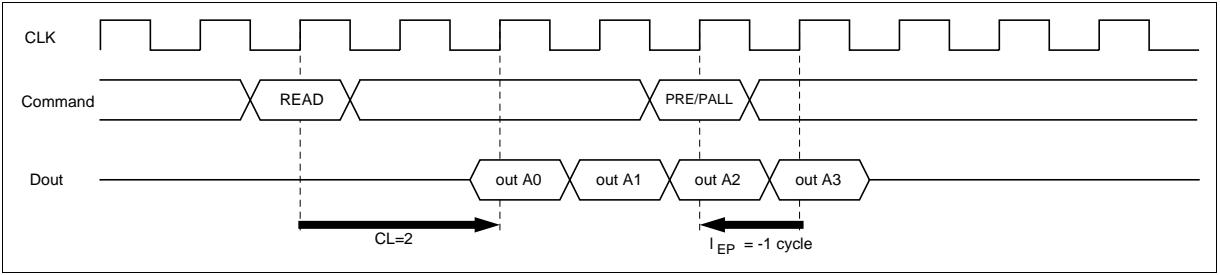 CLK
Command
READ
PRE/PALL
Dout
out A0
out A1
out A2
out A3
CL=2
l EP = -1 cycle